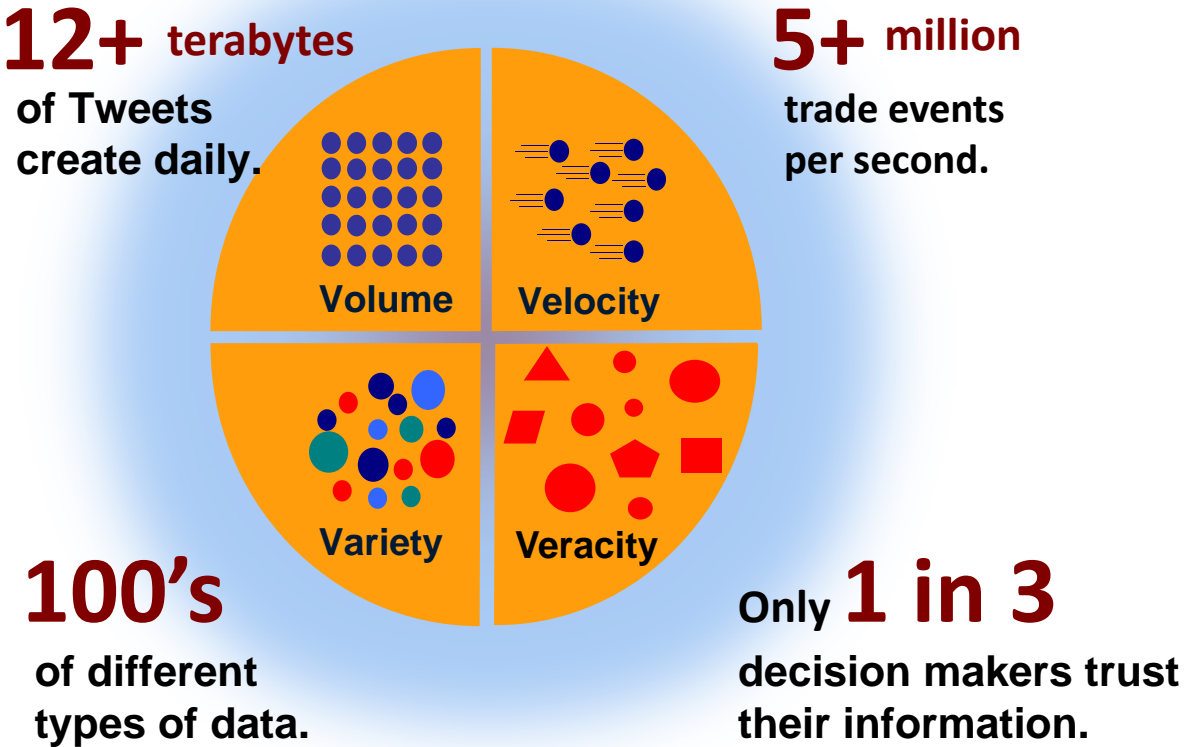 12+ terabytes
of Tweets
create daily.
5+ million
trade events
per second.
Volume
Velocity
Variety
Veracity
100’s
of different
types of data.
Only 1 in 3
decision makers trust
their information.